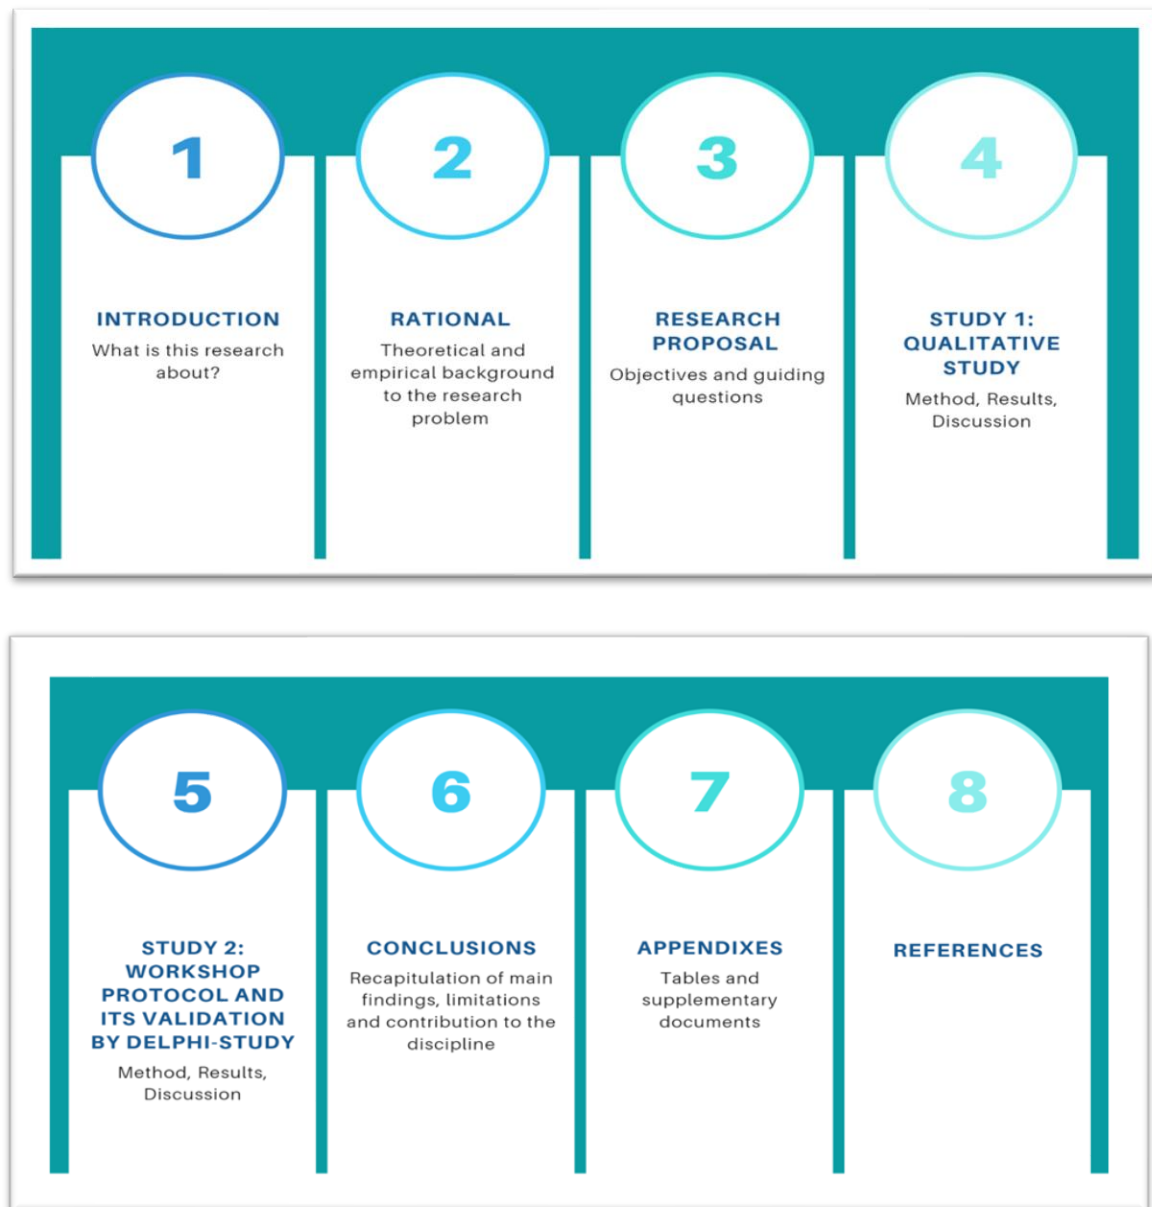 1
INTRODUCTION
What is this research
about?
2
RATIONAL
Theoretical and
empirical background
to the research
problem
3
RESEARCH
PROPOSAL
Objectives and guiding
questions
4
STUDY 1:
QUALITATIVE
STUDY
Method, Results,
Discussion
5
STUDY 2:
WORKSHOP
PROTOCOL AND
ITS VALIDATION
BY DELPHI-STUDY
Method, Results,
Discussion
6
CONCLUSIONS
Recapitulation of main
findings, limitations
and contribution to the
discipline
7
APPENDIXES
Tables and
supplementary
documents
8
REFERENCES